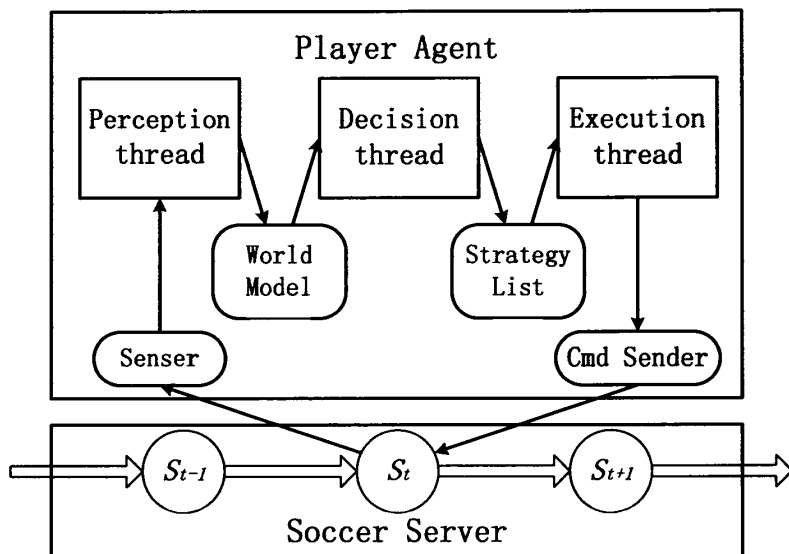 Player Agent
Perception
thread
Decision
thread
Execution
thread
World
Model
Strategy
List
Senser
Cmd Sender
St-1
St
St+1
Soccer Server